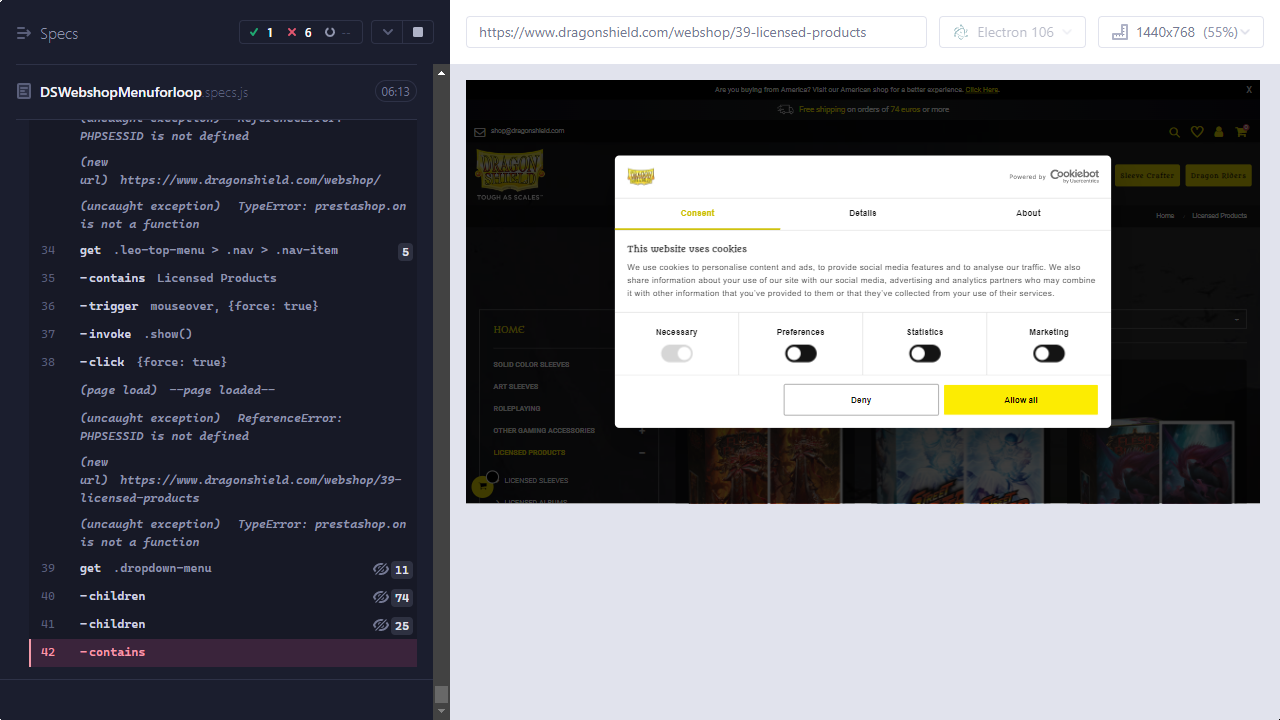 Specs
1
6
--
https://www.dragonshield.com/webshop/39-licensed-products
Electron 106
1440x768 (55%)
DSWebshopMenuforloop.specs.js
06:13
(uncaught exception) ReferenceError:
PHPSESSID is not defined
(new
url) https://www.dragonshield.com/webshop/
(uncaught exception) TypeError: prestashop.on
is not a function
34 get .leo-top-menu > .nav > .nav-item 5
35 -contains Licensed Products
36 -trigger mouseover, {force: true}
37 -invoke .show()
38 -click {force: true}
(page load) --page loaded--
(uncaught exception) ReferenceError:
PHPSESSID is not defined
(new
url) https://www.dragonshield.com/webshop/39-
licensed-products
(uncaught exception) TypeError: prestashop.on
is not a function
39 get .dropdown-menu 11
40 -children 74
41 -children 25
42 -contains
Are you buying from America? Visit our American shop for a better experience. Click Here.
X
Free shipping on orders of 74 euros or more
shop@dragonshield.com
DRAGON
SHIELD
TOUGH AS SCALES
Sleeve Crafter
Dragon Riders
Home
Licensed Products
Powered by Cookiebot
by Usercentrics
Consent
Details
About
This website uses cookies
We use cookies to personalise content and ads, to provide social media features and to analyse our traffic. We also
share information about your use of our site with our social media, advertising and analytics partners who may combine
it with other information that you've provided to them or that they've collected from your use of their services.
Necessary
Preferences
Statistics
Marketing
Deny
Allow all
HOME
SOLID COLOR SLEEVES
ART SLEEVES
ROLEPLAYING
OTHER GAMING ACCESSORIES +
LICENSED PRODUCTS −
LICENSED SLEEVES
> LICENSED ALBUMS